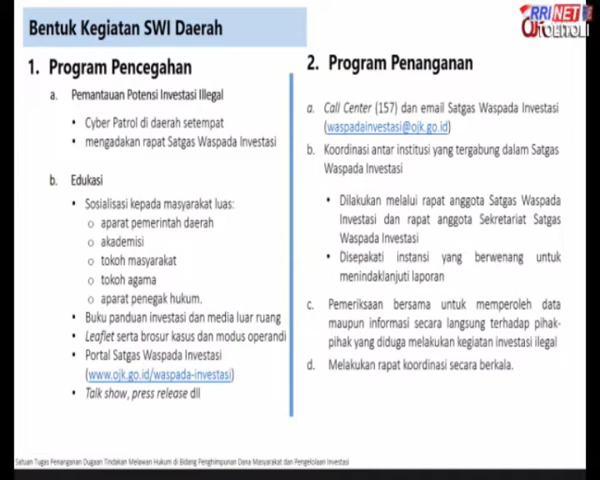 RRI NET
TOLITOLI
Bentuk Kegiatan SWI Daerah
1. Program Pencegahan
a. Pemantauan Potensi Investasi Illegal
• Cyber Patrol di daerah setempat
• mengadakan rapat Satgas Waspada Investasi
b. Edukasi
• Sosialisasi kepada masyarakat luas:
o aparat pemerintah daerah
o akademisi
o tokoh masyarakat
o tokoh agama
o aparat penegak hukum.
• Buku panduan investasi dan media luar ruang
• Leaflet serta brosur kasus dan modus operandi
• Portal Satgas Waspada Investasi
(www.ojk.go.id/waspada-investasi)
• Talk show, press release dll
2. Program Penanganan
a. Call Center (157) dan email Satgas Waspada Investasi
(waspadainvestasi@ojk.go.id)
b. Koordinasi antar institusi yang tergabung dalam Satgas
Waspada Investasi
• Dilakukan melalui rapat anggota Satgas Waspada
Investasi dan rapat anggota Sekretariat Satgas
Waspada Investasi
• Disepakati instansi yang berwenang untuk
menindaklanjuti laporan
c. Pemeriksaan bersama untuk memperoleh data
maupun informasi secara langsung terhadap pihak-
pihak yang diduga melakukan kegiatan investasi ilegal
d. Melakukan rapat koordinasi secara berkala.
Satuan Tugas Penanganan Dugaan Tindakan Melawan Hukum di Bidang Penghimpunan Dana Masyarakat dan Pengelolaan Investasi